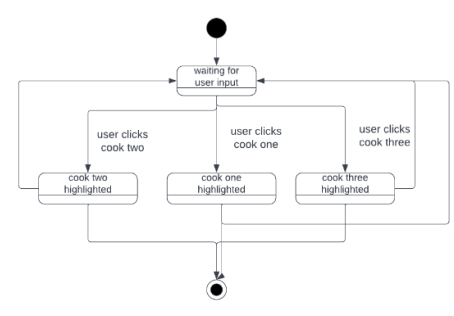 waiting for
user input
user clicks
cook two
user clicks
cook one
user clicks
cook three
cook two
highlighted
cook one
highlighted
cook three
highlighted